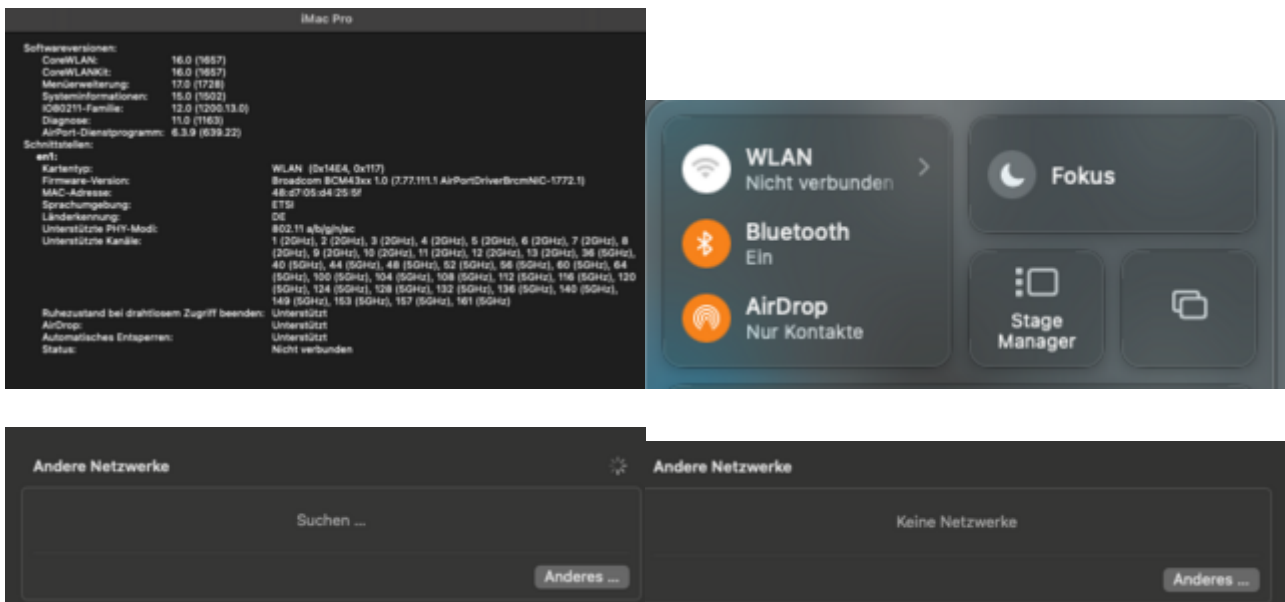 iMac Pro
Softwareversionen:
CoreWLAN: 16.0 (1657)
CoreWLANKit: 16.0 (1657)
Menüerweiterung: 17.0 (1728)
Systeminformationen: 15.0 (1502)
IO80211-Familie: 12.0 (1200.13.0)
Diagnose: 11.0 (1163)
AirPort-Dienstprogramm: 6.3.9 (639.22)
Schnittstellen:
en1:
Kartentyp: WLAN (0x14E4, 0x117)
Firmware-Version: Broadcom BCM43xx 1.0 (7.77.111.1 AirPortDriverBrcmNIC-1772.1)
MAC-Adresse: 48:d7:05:d4:25:5f
Sprachumgebung: ETSI
Länderkennung: DE
Unterstützte PHY-Modi: 802.11 a/b/g/n/ac
Unterstützte Kanäle: 1 (2GHz), 2 (2GHz), 3 (2GHz), 4 (2GHz), 5 (2GHz), 6 (2GHz), 7 (2GHz), 8
(2GHz), 9 (2GHz), 10 (2GHz), 11 (2GHz), 12 (2GHz), 13 (2GHz), 36 (5GHz),
40 (5GHz), 44 (5GHz), 48 (5GHz), 52 (5GHz), 56 (5GHz), 60 (5GHz), 64
(5GHz), 100 (5GHz), 104 (5GHz), 108 (5GHz), 112 (5GHz), 116 (5GHz), 120
(5GHz), 124 (5GHz), 128 (5GHz), 132 (5GHz), 136 (5GHz), 140 (5GHz),
149 (5GHz), 153 (5GHz), 157 (5GHz), 161 (5GHz)
Ruhezustand bei drahtlosem Zugriff beenden: Unterstützt
AirDrop: Unterstützt
Automatisches Entsperren: Unterstützt
Status: Nicht verbunden
WLAN
Nicht verbunden
Bluetooth
Ein
AirDrop
Nur Kontakte
Fokus
Stage
Manager
Andere Netzwerke
Suchen ...
Anderes ...
Andere Netzwerke
Keine Netzwerke
Anderes ...